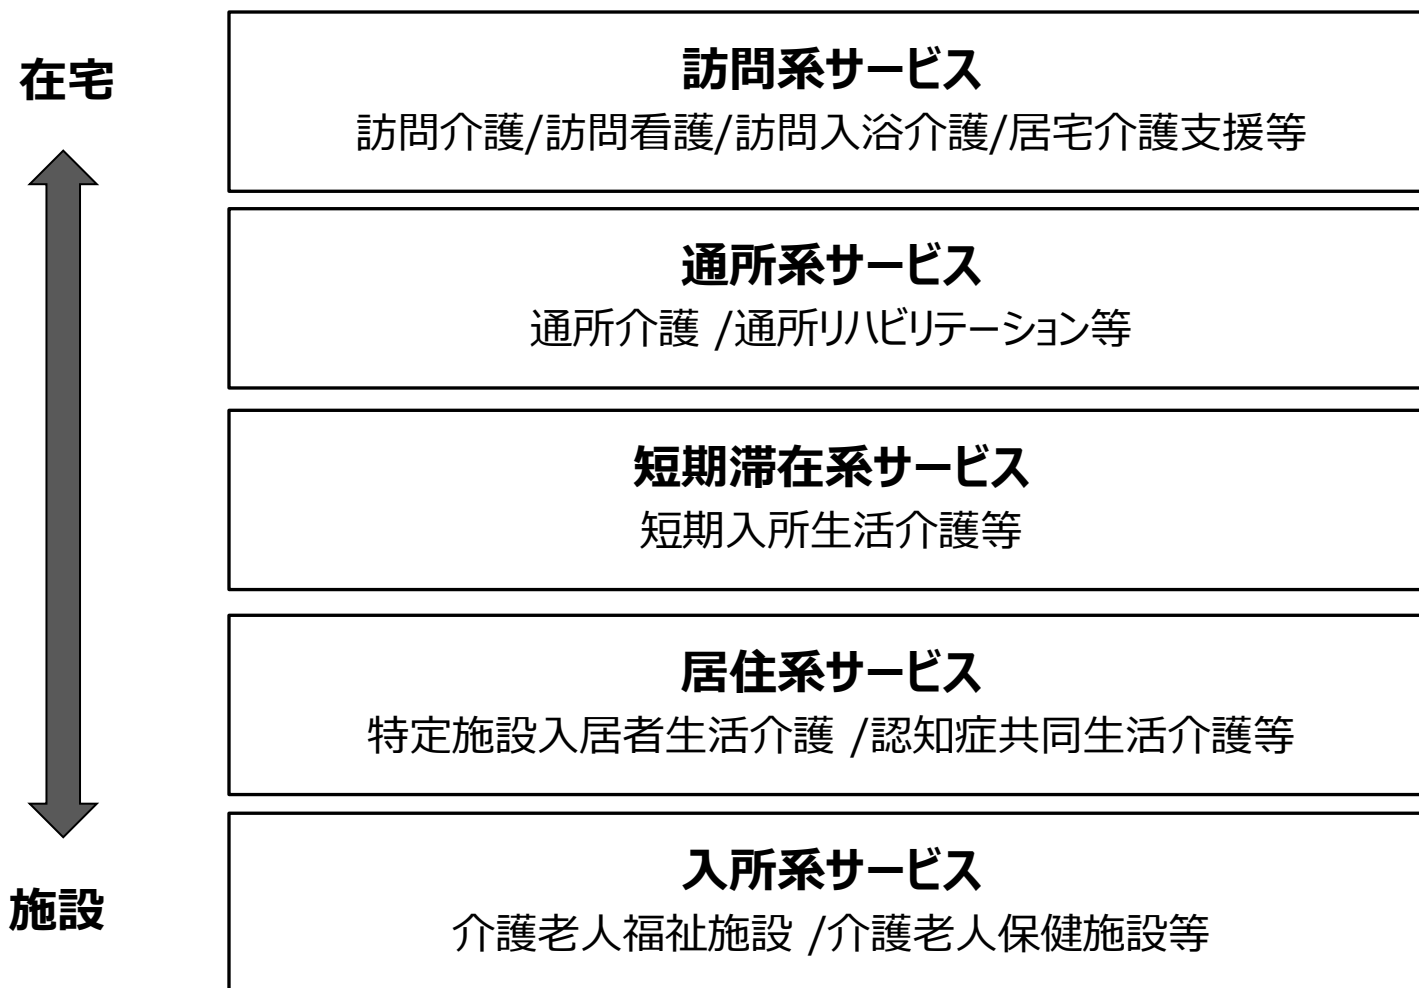 在宅
訪問系サービス
訪問介護/訪問看護/訪問入浴介護/居宅介護支援等
通所系サービス
通所介護 /通所リハビリテーション等
短期滞在系サービス
短期入所生活介護等
居住系サービス
特定施設入居者生活介護 /認知症共同生活介護等
施設
入所系サービス
介護老人福祉施設 /介護老人保健施設等